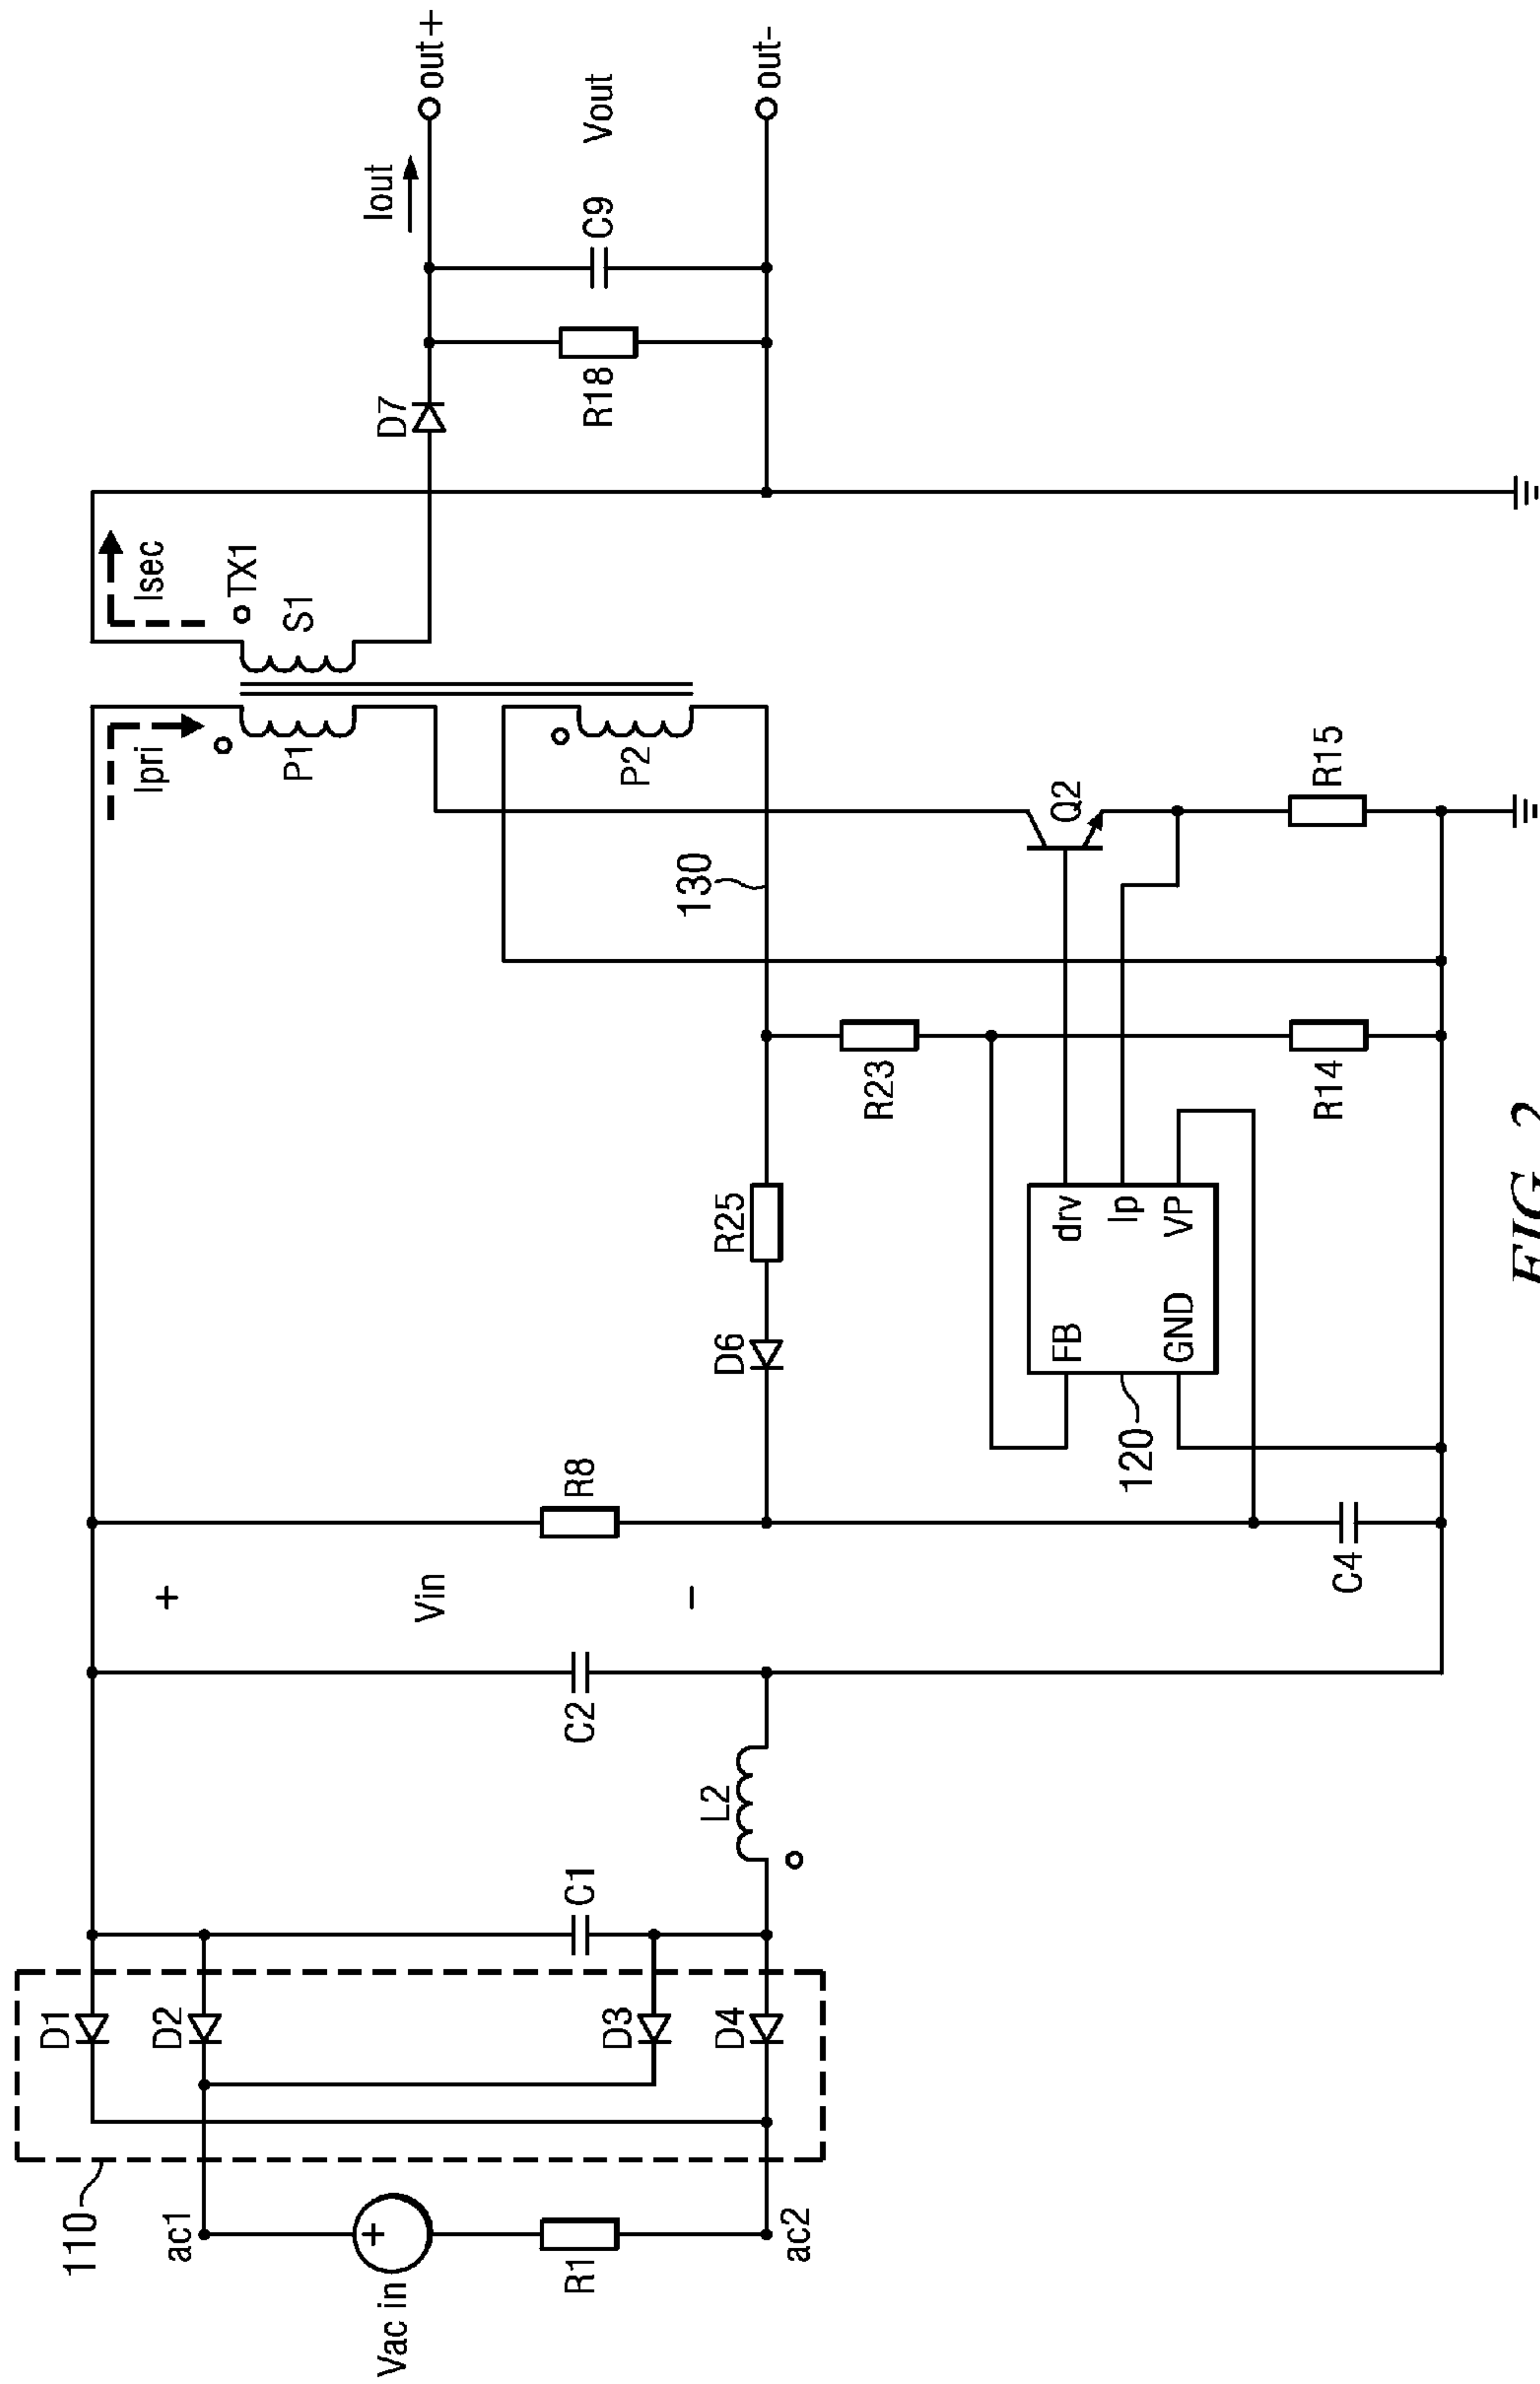 110
D1
D2
D3
D4
ac1
Vac in
+
R1
ac2
C1
L2
C2
+
Vin
−
R8
C4
D6
R25
120
FB
drv
Ip
GND
VP
R23
R14
130
Q2
R15
Ipri
P1
P2
Isec
TX1
S1
D7
R18
C9
Iout
Vout
out+
out-
FIG. 2